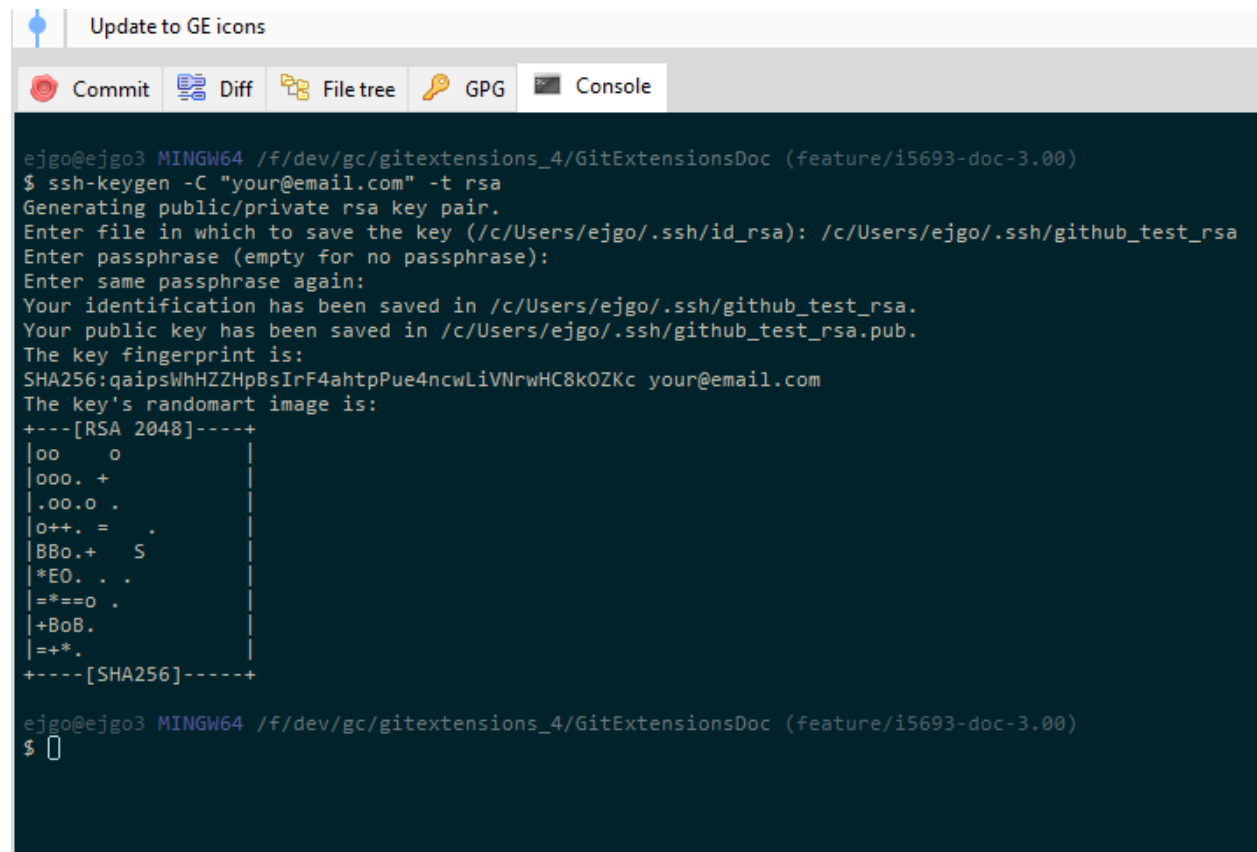 Update to GE icons
Commit Diff File tree GPG Console
ejgo@ejgo3 MINGW64 /f/dev/gc/gitextensions_4/GitExtensionsDoc (feature/i5693-doc-3.00)
$ ssh-keygen -C "your@email.com" -t rsa
Generating public/private rsa key pair.
Enter file in which to save the key (/c/Users/ejgo/.ssh/id_rsa): /c/Users/ejgo/.ssh/github_test_rsa
Enter passphrase (empty for no passphrase):
Enter same passphrase again:
Your identification has been saved in /c/Users/ejgo/.ssh/github_test_rsa.
Your public key has been saved in /c/Users/ejgo/.ssh/github_test_rsa.pub.
The key fingerprint is:
SHA256:qaipsWhHZZHpBsIrF4ahtpPue4ncwLiVNrwHC8kOZKc your@email.com
The key's randomart image is:
+---[RSA 2048]----+
|oo    o          |
|ooo. +           |
|.oo.o .          |
|o++. =   .       |
|BBo.+   S        |
|*EO. . .         |
|=*==o .          |
|+BoB.            |
|=+*.             |
+----[SHA256]-----+
ejgo@ejgo3 MINGW64 /f/dev/gc/gitextensions_4/GitExtensionsDoc (feature/i5693-doc-3.00)
$